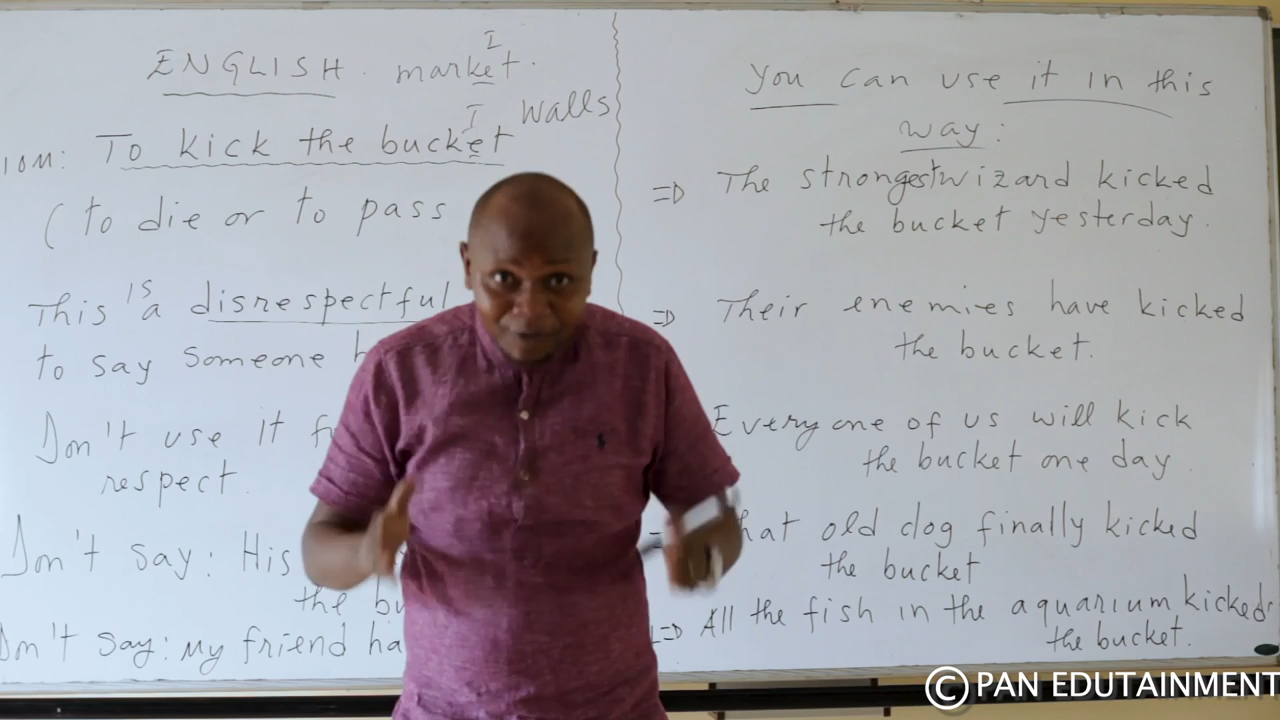 I
ENGLISH. market.
I
walls
IOM: To kick the bucket
(to die or to pass
This is a disrespectful
to say someone h
Don't use it f
respect.
Don't say: His
the bu
Don't say: my friend ha
you can use it in this
way:
=D The strongest wizard kicked
the bucket yesterday.
=D Their enemies have kicked
the bucket.
Everyone of us will kick
the bucket one day.
hat old dog finally kicked
the bucket
=D All the fish in the aquarium kicked
the bucket.
© PAN EDUTAINMENT